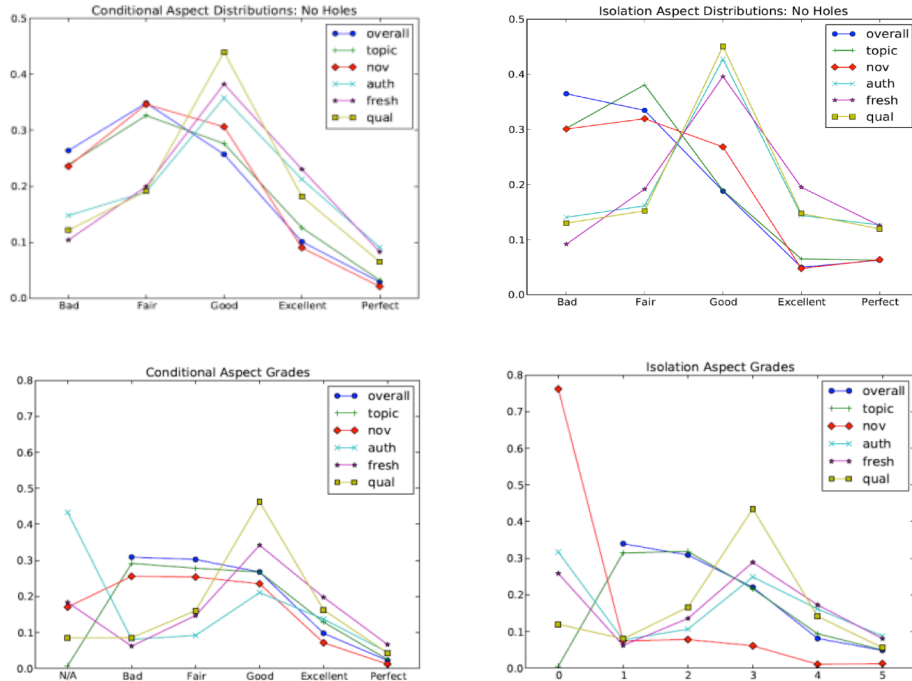 Conditional Aspect Distributions: No Holes
0.5
0.4
0.3
0.2
0.1
0.0
Bad Fair Good Excellent Perfect
overall
topic
nov
auth
fresh
qual
Isolation Aspect Distributions: No Holes
0.5
0.4
0.3
0.2
0.1
0.0
Bad Fair Good Excellent Perfect
overall
topic
nov
auth
fresh
qual
Conditional Aspect Grades
0.8
0.7
0.6
0.5
0.4
0.3
0.2
0.1
0.0
N/A Bad Fair Good Excellent Perfect
overall
topic
nov
auth
fresh
qual
Isolation Aspect Grades
0.8
0.7
0.6
0.5
0.4
0.3
0.2
0.1
0.0
0 1 2 3 4 5
overall
topic
nov
auth
fresh
qual